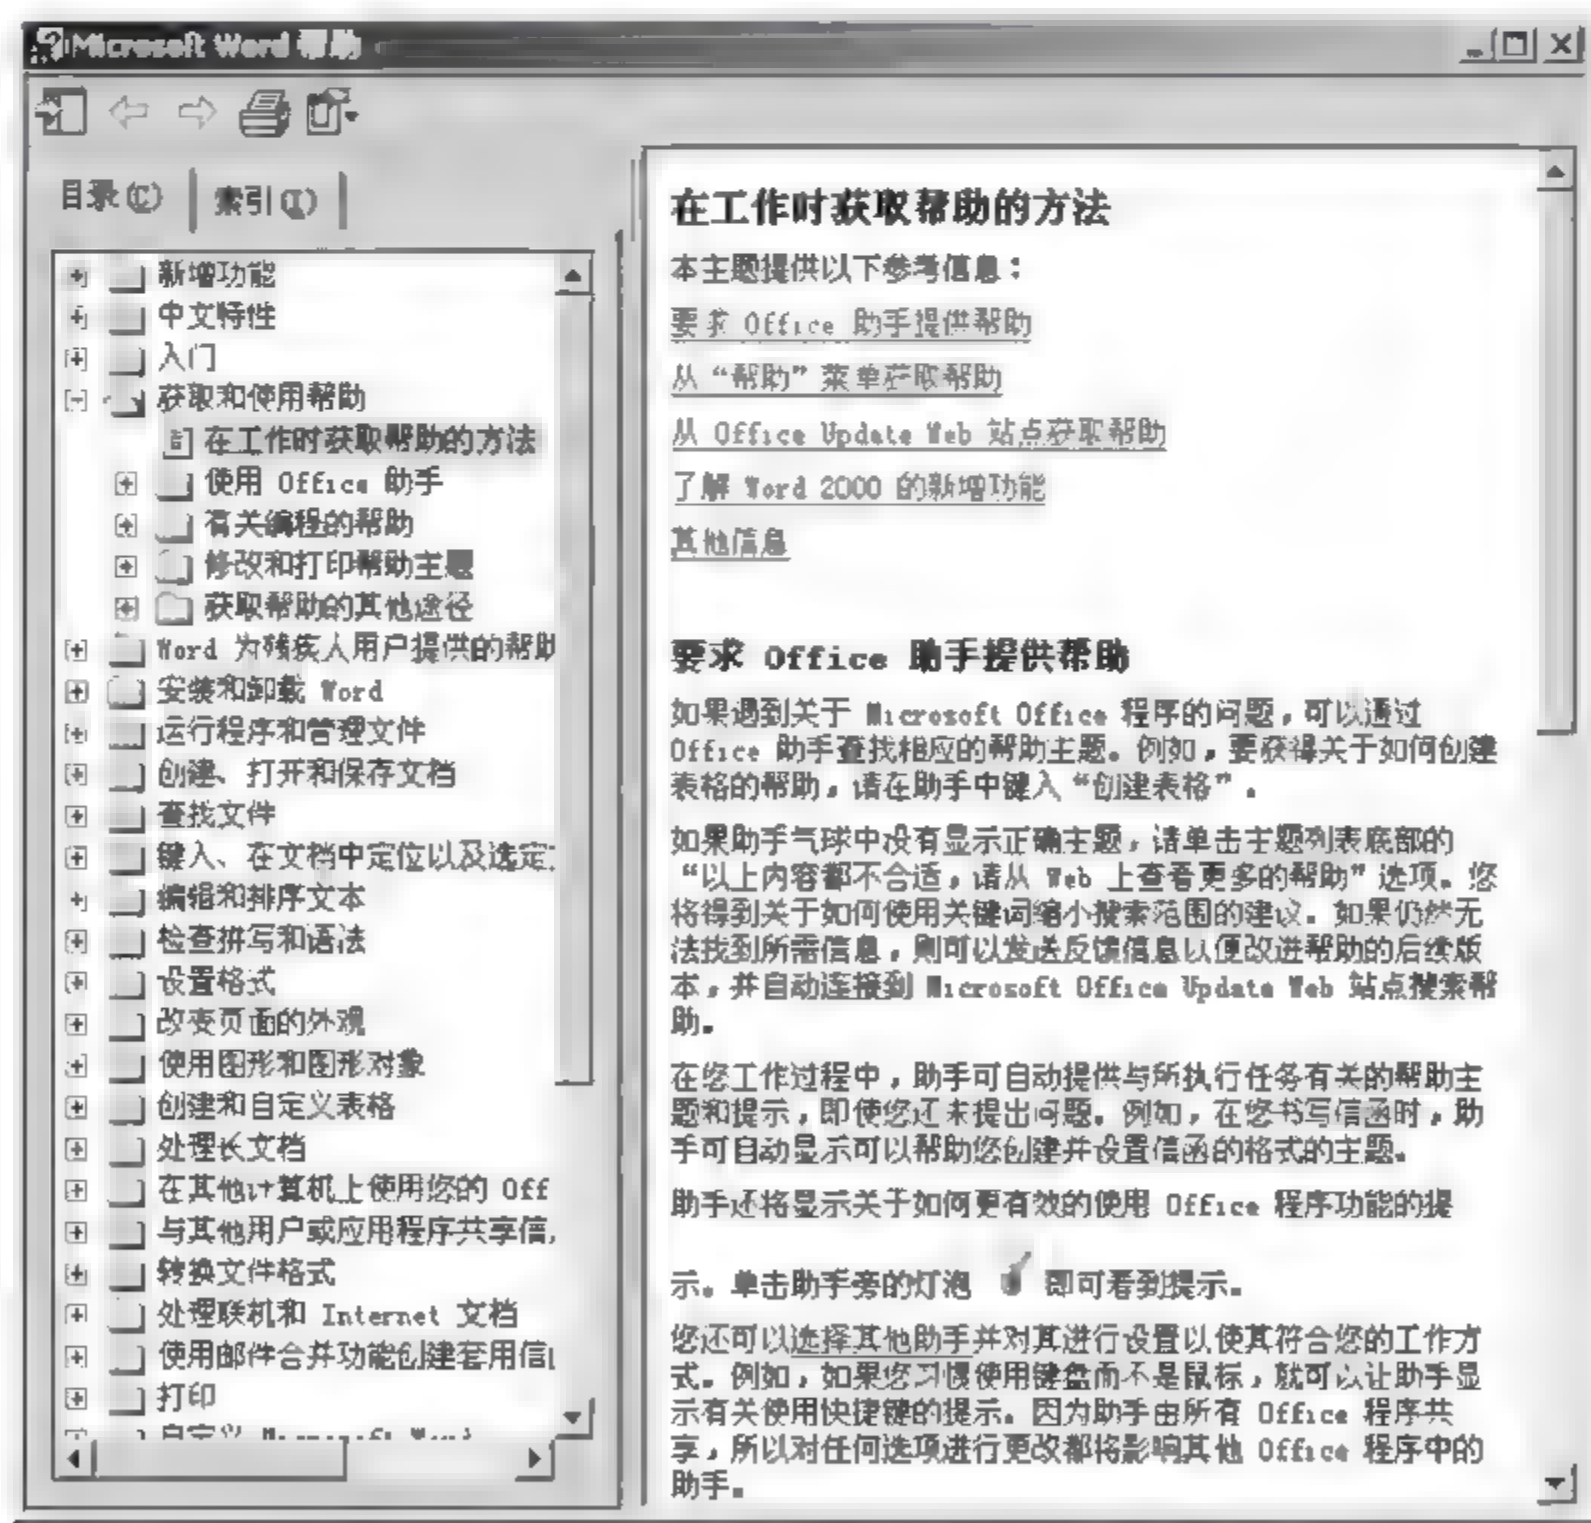 Microsoft Word 帮助
目录(C)
索引(I)
新增功能
中文特性
入门
获取和使用帮助
在工作时获取帮助的方法
使用 Office 助手
有关编程的帮助
修改和打印帮助主题
获取帮助的其他途径
Word 为残疾人用户提供的帮助
安装和卸载 Word
运行程序和管理文件
创建、打开和保存文档
查找文件
键入、在文档中定位以及选定
编辑和排序文本
检查拼写和语法
设置格式
改变页面的外观
使用图形和图形对象
创建和自定义表格
处理长文档
在其他计算机上使用您的 Off
与其他用户或应用程序共享信
转换文件格式
处理联机和 Internet 文档
使用邮件合并功能创建套用信
打印
自定义 Microsoft Word
在工作时获取帮助的方法
本主题提供以下参考信息：
要求 Office 助手提供帮助
从“帮助”菜单获取帮助
从 Office Update Web 站点获取帮助
了解 Word 2000 的新增功能
其他信息
要求 Office 助手提供帮助
如果遇到关于 Microsoft Office 程序的问题，可以通过
Office 助手查找相应的帮助主题。例如，要获得关于如何创建
表格的帮助，请在助手中键入“创建表格”。
如果助手气球中没有显示正确主题，请单击主题列表底部的
“以上内容都不合适，请从 Web 上查看更多的帮助”选项。您
将得到关于如何使用关键词缩小搜索范围的建议。如果仍然无
法找到所需信息，则可以发送反馈信息以便改进帮助的后续版
本，并自动连接到 Microsoft Office Update Web 站点搜索帮
助。
在您工作过程中，助手可自动提供与所执行任务有关的帮助主
题和提示，即使您还未提出问题。例如，在您书写信函时，助
手可自动显示可以帮助您创建并设置信函的格式的主题。
助手还将显示关于如何更有效的使用 Office 程序功能的提
示。单击助手旁的灯泡 即可看到提示。
您还可以选择其他助手并对其进行设置以使其符合您的工作方
式。例如，如果您习惯使用键盘而不是鼠标，就可以让助手显
示有关使用快捷键的提示。因为助手由所有 Office 程序共
享，所以对任何选项进行更改都将影响其他 Office 程序中的
助手。